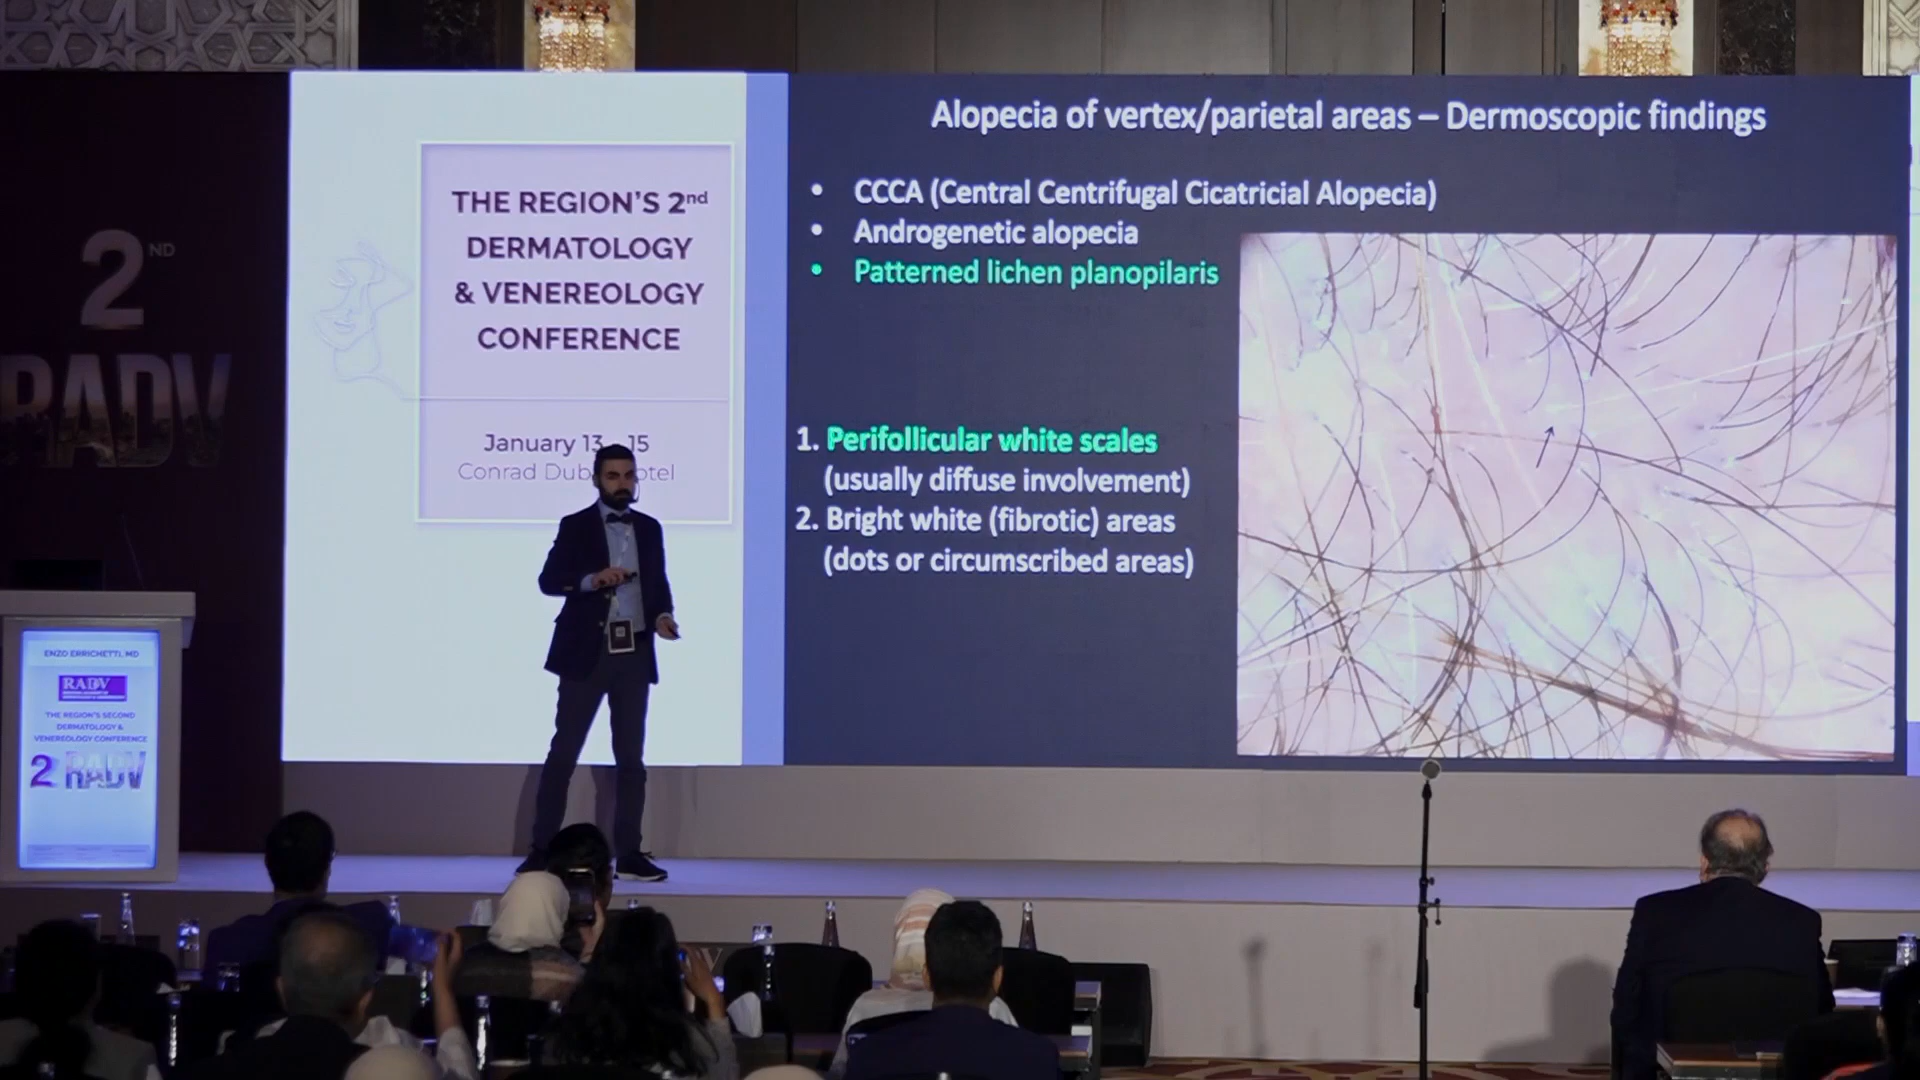 2ND
RADV
THE REGION'S 2nd
DERMATOLOGY
& VENEREOLOGY
CONFERENCE
January 13 15
Conrad
Alopecia of vertex/parietal areas – Dermoscopic findings
• CCCA (Central Centrifugal Cicatricial Alopecia)
• Androgenetic alopecia
• Patterned lichen planopilaris
1. Perifollicular white scales
(usually diffuse involvement)
2. Bright white (fibrotic) areas
(dots or circumscribed areas)
ENZO ERRICHETTI, MD
RADV
THE REGION'S SECOND
DERMATOLOGY &
VENEREOLOGY CONFERENCE
2 RADV